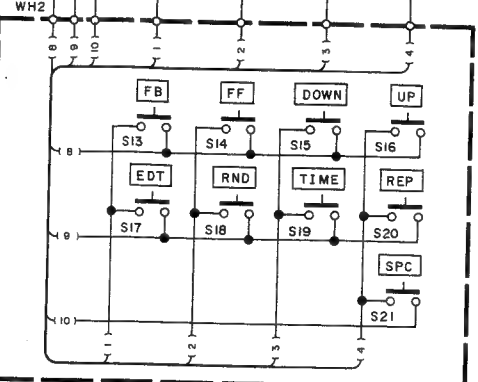 WH2
8 9 10 1 2 3 4
FB FF DOWN UP
S13 S14 S15 S16
8
EDT RND TIME REP
S17 S18 S19 S20
9
SPC
S21
10
1 2 3 4